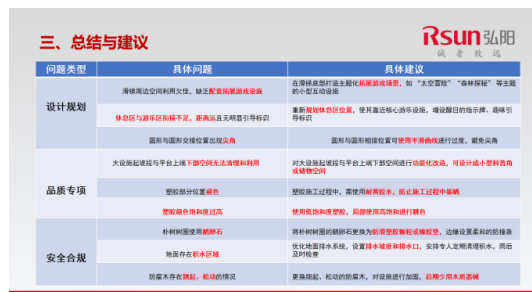 三、总结与建议
Rsun弘阳
诚者致远
问题类型 具体问题 具体建议
设计规划
滑梯周边空间利用欠佳，缺乏配套拓展游戏设施
在滑梯底部打造主题化拓展游戏场景，如“太空冒险”“森林探秘”等主题
的小型互动设施
休息区与游乐区衔接不足，距离远且无明显引导标识
重新规划休息区位置，使其靠近核心游乐设施，增设醒目的指示牌、趣味引
导标识
圆形与圆形交接位置出现尖角
圆形与圆形相接位置可使用平滑曲线进行过度，避免尖角
品质专项
大设施起坡段与平台上端下部空间无法清理和利用
对大设施起坡段与平台上端下部空间进行功能化改造，可设计成小型科普角
或储物空间
塑胶部分位置褪色
塑胶施工过程中，需使用耐黄胶水，防止施工过程中暴晒
塑胶颜色饱和度过高
使用低饱和度塑胶，局部使用高饱和进行跳色
安全合规
朴树树围使用鹅卵石
将朴树树围的鹅卵石更换为防滑塑胶颗粒或橡胶垫，边缘设置柔和的防撞条
地面存在积水区域
优化地面排水系统，设置排水坡度和排水口，安排专人定期清理积水，雨后
及时检查
防腐木存在翘起、松动的情况
更换翘起、松动的防腐木，对设施进行加固，后期少用木质器械